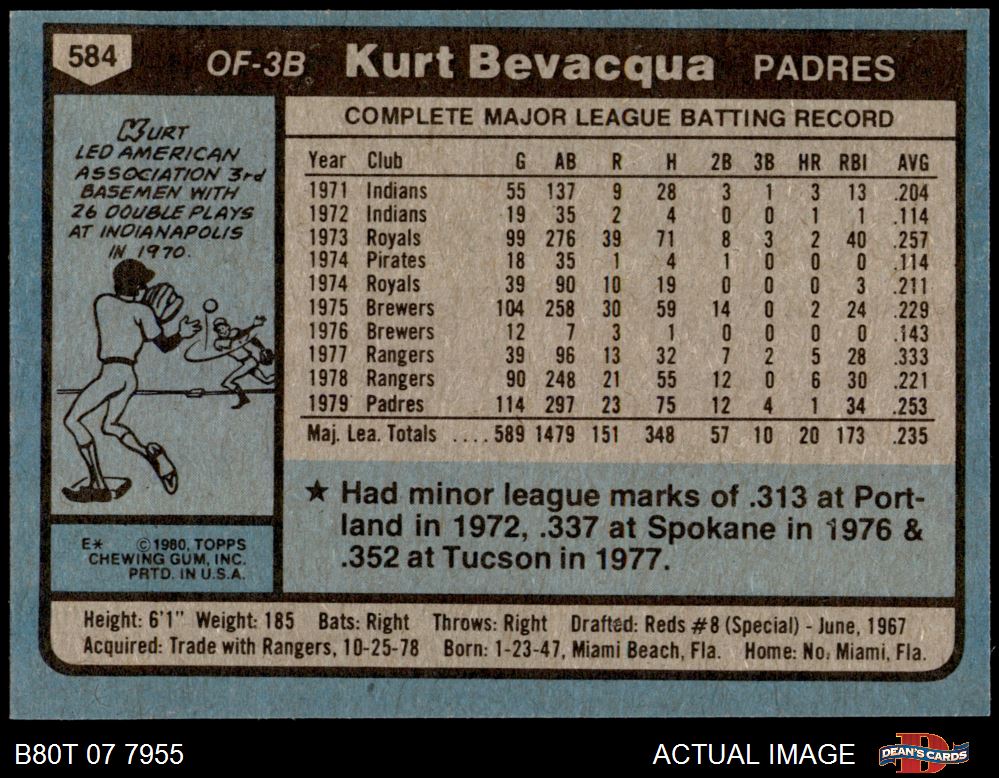 584 OF-3B Kurt Bevacqua PADRES
KURT
LED AMERICAN
ASSOCIATION 3rd
BASEMEN WITH
26 DOUBLE PLAYS
AT INDIANAPOLIS
IN 1970.
COMPLETE MAJOR LEAGUE BATTING RECORD
Year Club G AB R H 2B 3B HR RBI AVG
1971 Indians 55 137 9 28 3 1 3 13 .204
1972 Indians 19 35 2 4 0 0 1 1 .114
1973 Royals 99 276 39 71 8 3 2 40 .257
1974 Pirates 18 35 1 4 1 0 0 0 .114
1974 Royals 39 90 10 19 0 0 0 3 .211
1975 Brewers 104 258 30 59 14 0 2 24 .229
1976 Brewers 12 7 3 1 0 0 0 0 .143
1977 Rangers 39 96 13 32 7 2 5 28 .333
1978 Rangers 90 248 21 55 12 0 6 30 .221
1979 Padres 114 297 23 75 12 4 1 34 .253
Maj. Lea. Totals ....589 1479 151 348 57 10 20 173 .235
★ Had minor league marks of .313 at Port-
land in 1972, .337 at Spokane in 1976 &
.352 at Tucson in 1977.
E* © 1980, TOPPS
CHEWING GUM, INC.
PRTD. IN U.S.A.
Height: 6'1" Weight: 185 Bats: Right Throws: Right Drafted: Reds #8 (Special) - June, 1967
Acquired: Trade with Rangers, 10-25-78 Born: 1-23-47, Miami Beach, Fla. Home: No. Miami, Fla.
B80T 07 7955 ACTUAL IMAGE DEAN'S CARDS